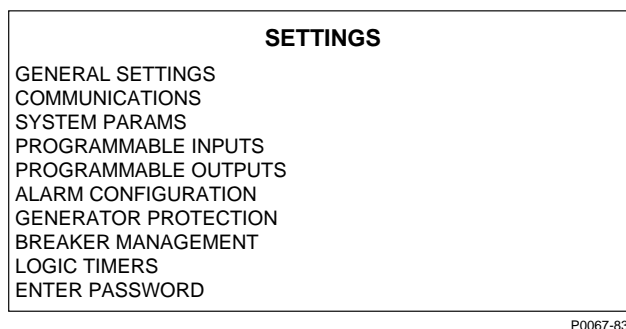 SETTINGS
GENERAL SETTINGS
COMMUNICATIONS
SYSTEM PARAMS
PROGRAMMABLE INPUTS
PROGRAMMABLE OUTPUTS
ALARM CONFIGURATION
GENERATOR PROTECTION
BREAKER MANAGEMENT
LOGIC TIMERS
ENTER PASSWORD
P0067-83